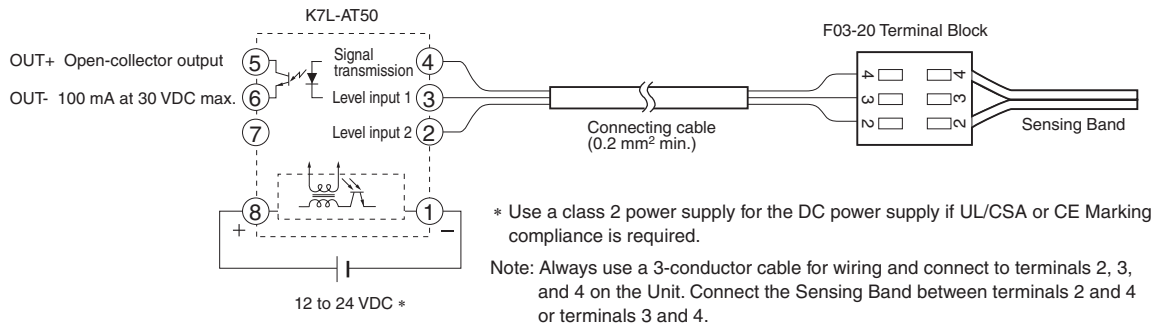 K7L-AT50
F03-20 Terminal Block
OUT+ Open-collector output
5
Signal
transmission
4
OUT- 100 mA at 30 VDC max.
6
Level input 1
3
7
Level input 2
2
4
4
3
3
2
2
Connecting cable
(0.2 mm² min.)
Sensing Band
8
1
+
−
12 to 24 VDC *
* Use a class 2 power supply for the DC power supply if UL/CSA or CE Marking
compliance is required.
Note: Always use a 3-conductor cable for wiring and connect to terminals 2, 3,
and 4 on the Unit. Connect the Sensing Band between terminals 2 and 4
or terminals 3 and 4.